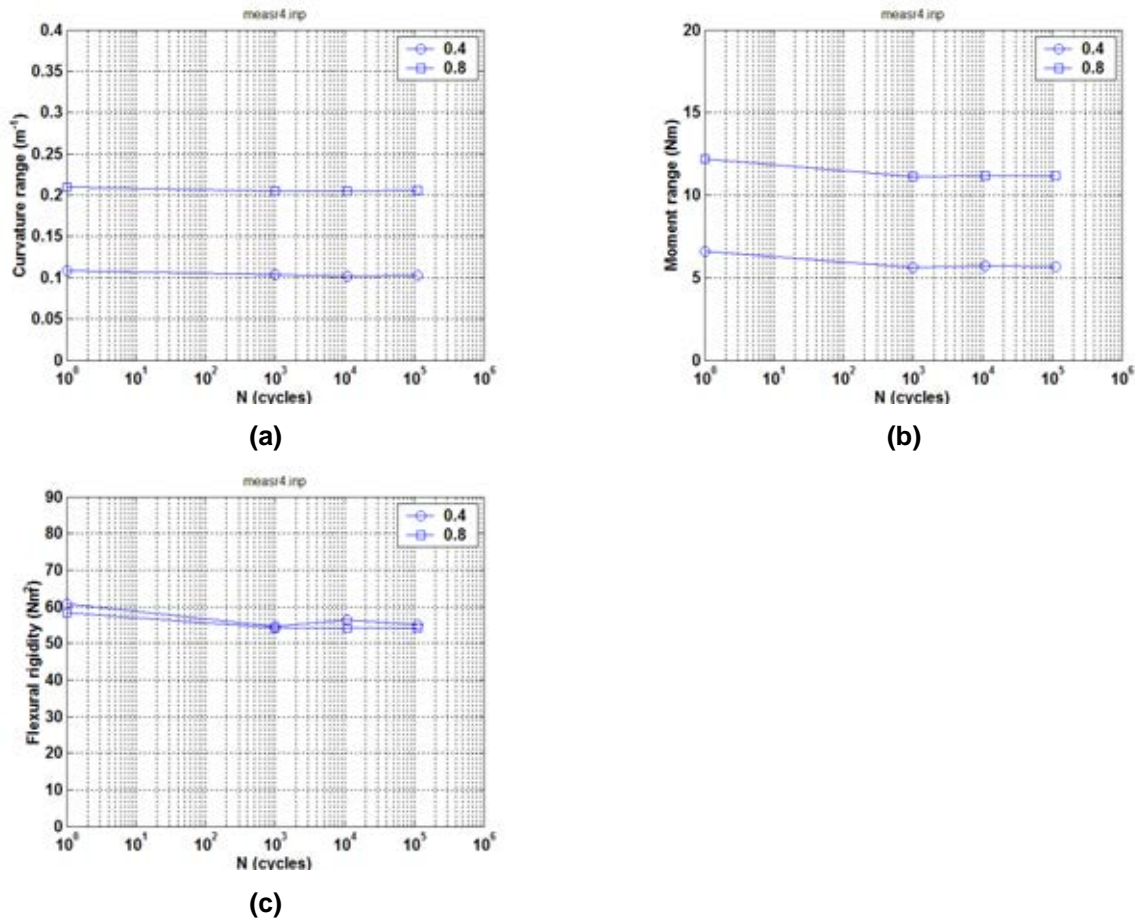 measr4.inp
0.4
0.35
0.3
0.25
0.2
0.15
0.1
0.05
0
Curvature range (m⁻¹)
0.4
0.8
10⁰ 10¹ 10² 10³ 10⁴ 10⁵ 10⁶
N (cycles)
(a)
measr4.inp
20
15
10
5
0
Moment range (Nm)
0.4
0.8
10⁰ 10¹ 10² 10³ 10⁴ 10⁵ 10⁶
N (cycles)
(b)
measr4.inp
90
80
70
60
50
40
30
20
10
0
Flexural rigidity (Nm²)
0.4
0.8
10⁰ 10¹ 10² 10³ 10⁴ 10⁵ 10⁶
N (cycles)
(c)